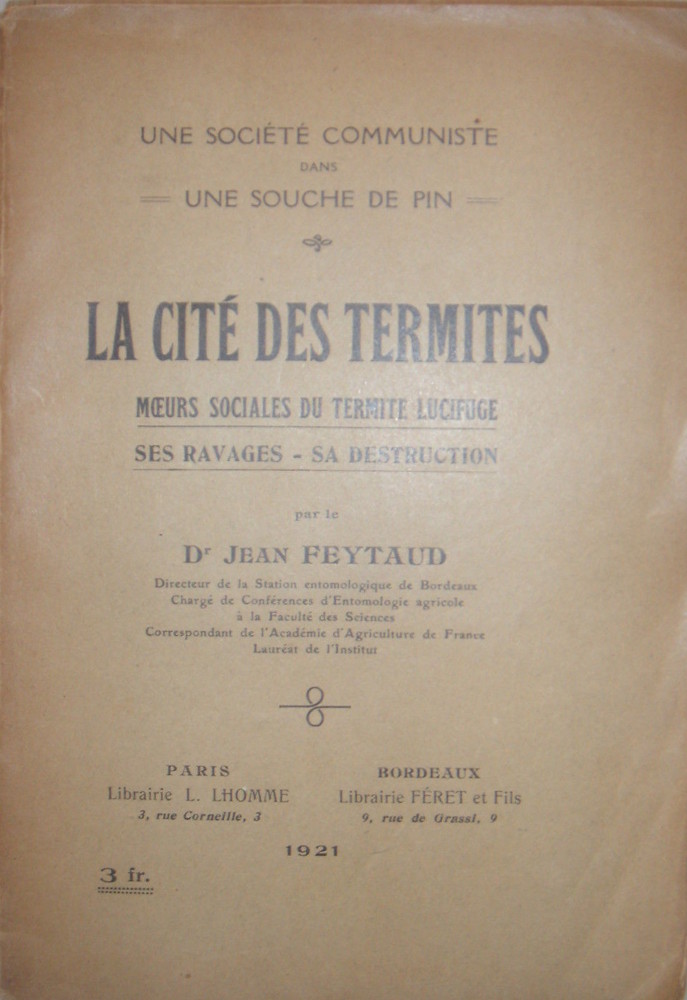 UNE SOCIÉTÉ COMMUNISTE
DANS
UNE SOUCHE DE PIN
LA CITÉ DES TERMITES
MŒURS SOCIALES DU TERMITE LUCIFUGE
SES RAVAGES - SA DESTRUCTION
par le
Dr JEAN FEYTAUD
Directeur de la Station entomologique de Bordeaux
Chargé de Conférences d'Entomologie agricole
à la Faculté des Sciences
Correspondant de l'Académie d'Agriculture de France
Lauréat de l'Institut
PARIS
Librairie L. LHOMME
3, rue Corneille, 3
BORDEAUX
Librairie FÉRET et Fils
9, rue de Grassi, 9
1921
3 fr.